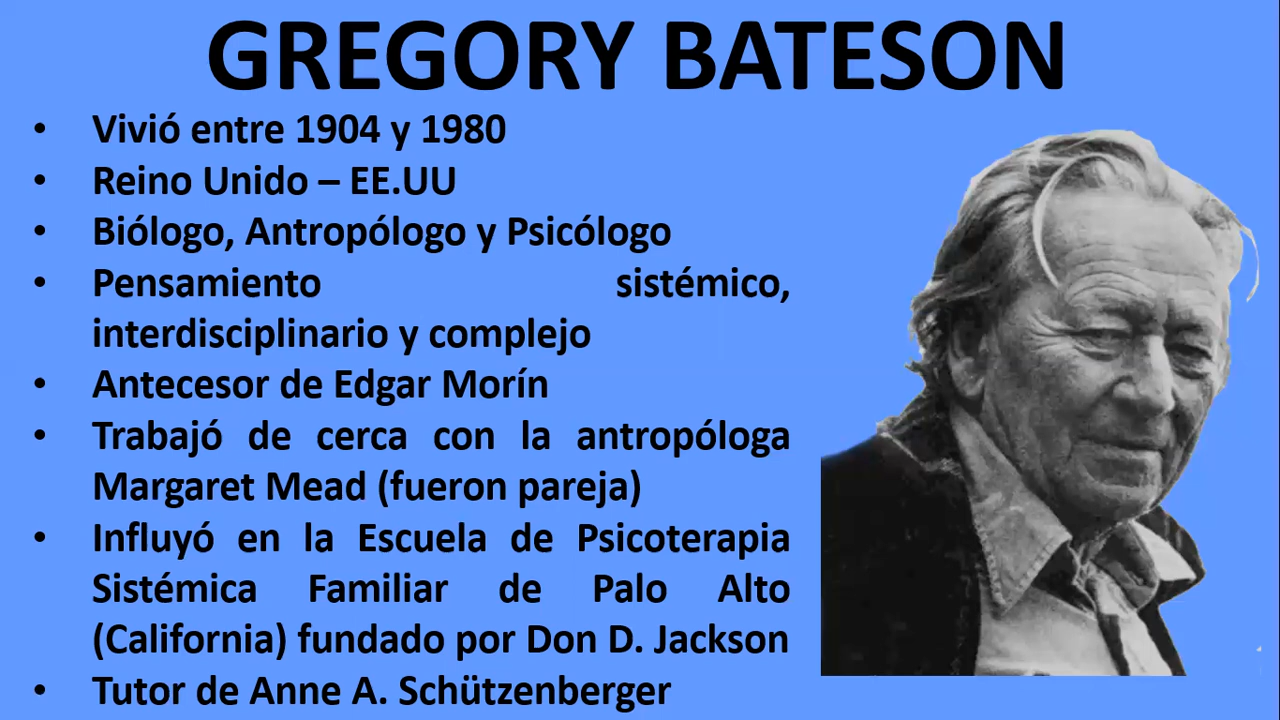 GREGORY BATESON
• Vivió entre 1904 y 1980
• Reino Unido – EE.UU
• Biólogo, Antropólogo y Psicólogo
• Pensamiento sistémico,
interdisciplinario y complejo
• Antecesor de Edgar Morín
• Trabajó de cerca con la antropóloga
Margaret Mead (fueron pareja)
• Influyó en la Escuela de Psicoterapia
Sistémica Familiar de Palo Alto
(California) fundado por Don D. Jackson
• Tutor de Anne A. Schützenberger